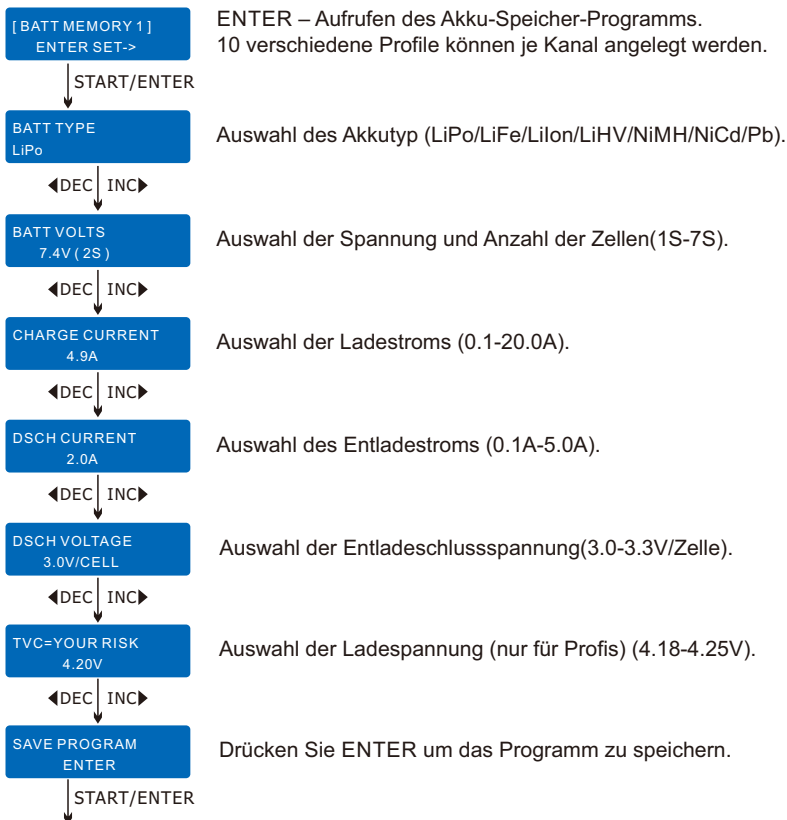 [ BATT MEMORY 1 ]
ENTER SET->
ENTER – Aufrufen des Akku-Speicher-Programms.
10 verschiedene Profile können je Kanal angelegt werden.
START/ENTER
BATT TYPE
LiPo
Auswahl des Akkutyp (LiPo/LiFe/LiIon/LiHV/NiMH/NiCd/Pb).
◀DEC INC▶
BATT VOLTS
7.4V ( 2S )
Auswahl der Spannung und Anzahl der Zellen(1S-7S).
◀DEC INC▶
CHARGE CURRENT
4.9A
Auswahl der Ladestroms (0.1-20.0A).
◀DEC INC▶
DSCH CURRENT
2.0A
Auswahl des Entladestroms (0.1A-5.0A).
◀DEC INC▶
DSCH VOLTAGE
3.0V/CELL
Auswahl der Entladeschlussspannung(3.0-3.3V/Zelle).
◀DEC INC▶
TVC=YOUR RISK
4.20V
Auswahl der Ladespannung (nur für Profis) (4.18-4.25V).
◀DEC INC▶
SAVE PROGRAM
ENTER
Drücken Sie ENTER um das Programm zu speichern.
START/ENTER